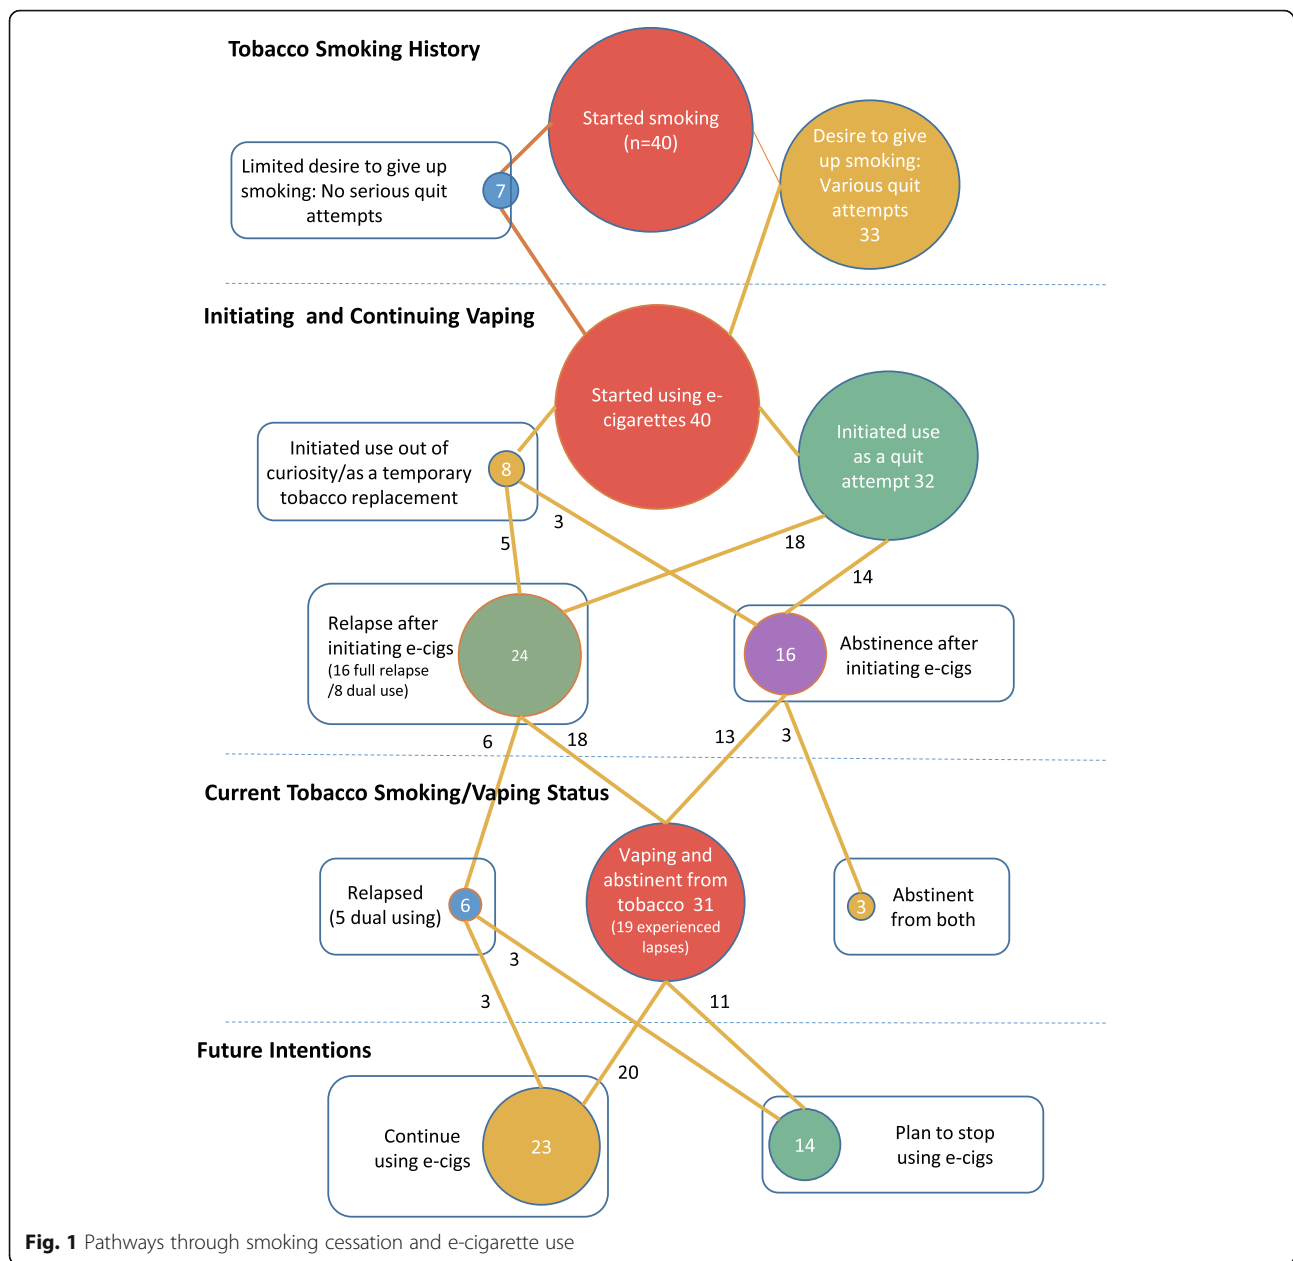 Tobacco Smoking History
Started smoking
(n=40)
Desire to give
up smoking:
Various quit
attempts
33
Limited desire to give up
smoking: No serious quit
attempts
7
Initiating and Continuing Vaping
Started using e-
cigarettes 40
Initiated use
as a quit
attempt 32
Initiated use out of
curiosity/as a temporary
tobacco replacement
8
3
5
18
14
Relapse after
initiating e-cigs
(16 full relapse
/8 dual use)
24
16
Abstinence after
initiating e-cigs
6
18
13
3
Current Tobacco Smoking/Vaping Status
Relapsed
(5 dual using)
6
Vaping and
abstinent from
tobacco 31
(19 experienced
lapses)
3
Abstinent
from both
3
3
11
20
Future Intentions
Continue
using e-cigs
23
14
Plan to stop
using e-cigs
Fig. 1 Pathways through smoking cessation and e-cigarette use